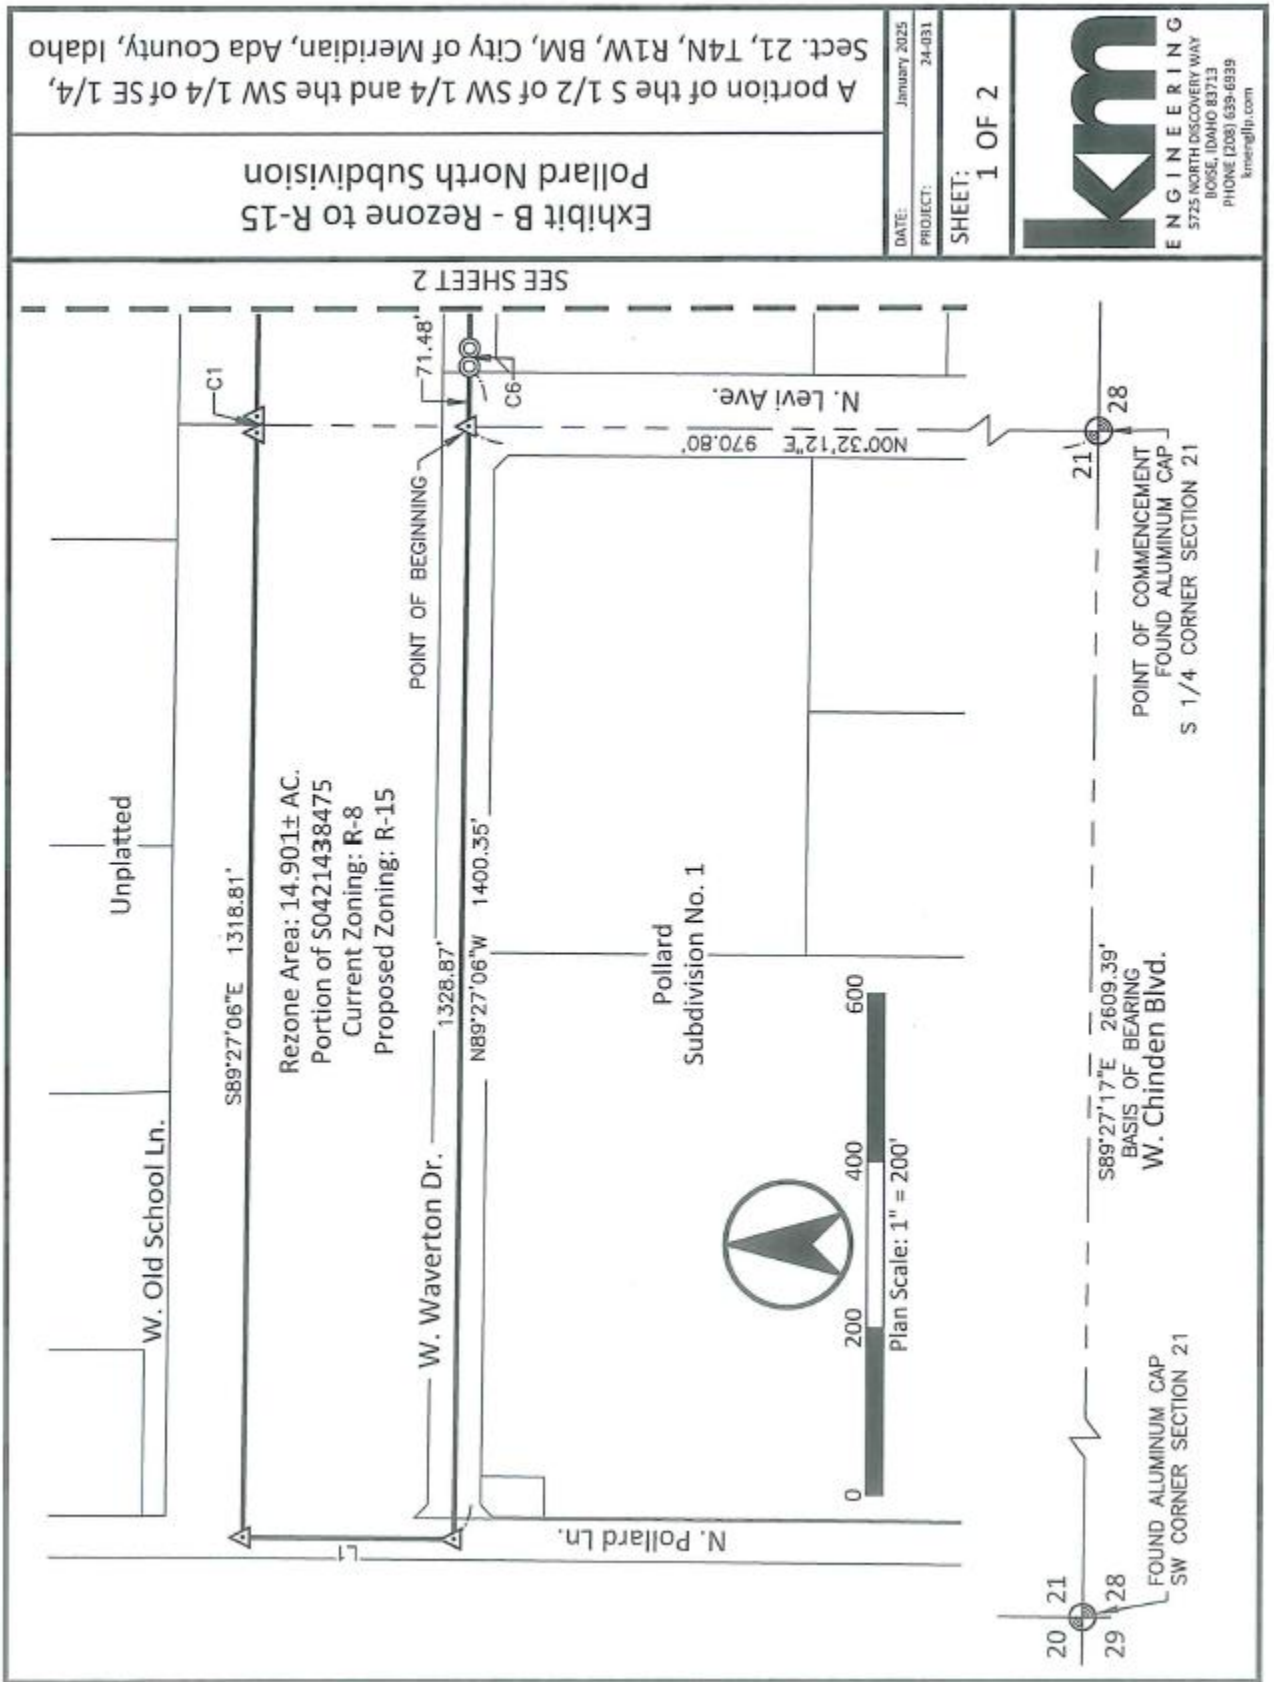 Unplatted
W. Old School Ln.
S89°27'06"E 1318.81'
C1
Rezone Area: 14.901± AC.
Portion of S0421438475
Current Zoning: R-8
Proposed Zoning: R-15
POINT OF BEGINNING
71.48'
SEE SHEET 2
L1
W. Waverton Dr.
1328.87'
N89°27'06"W 1400.35'
C6
N. Pollard Ln.
Pollard
Subdivision No. 1
N. Levi Ave.
N00°32'12"E 970.80'
0
200
400
600
Plan Scale: 1" = 200'
20 21
29 28
FOUND ALUMINUM CAP
SW CORNER SECTION 21
S89°27'17"E 2609.39'
BASIS OF BEARING
W. Chinden Blvd.
21
28
POINT OF COMMENCEMENT
FOUND ALUMINUM CAP
S 1/4 CORNER SECTION 21
Exhibit B - Rezone to R-15
Pollard North Subdivision
A portion of the S 1/2 of SW 1/4 and the SW 1/4 of SE 1/4,
Sect. 21, T4N, R1W, BM, City of Meridian, Ada County, Idaho
DATE: January 2025
PROJECT: 24-031
SHEET:
1 OF 2
km
ENGINEERING
5725 NORTH DISCOVERY WAY
BOISE, IDAHO 83713
PHONE (208) 639-6939
kmengllp.com